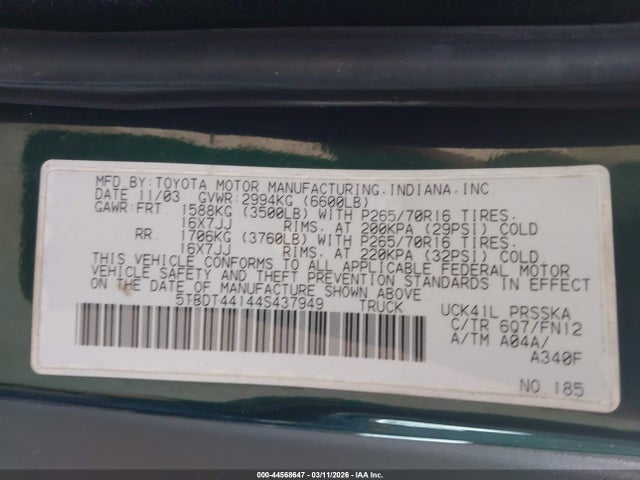 MFD.BY:TOYOTA MOTOR MANUFACTURING.INDIANA.INC.
DATE 11/03 GVWR:2994KG (6600LB)
GAWR:FRT. 1588KG (3500LB) WITH P265/70R16 TIRES.
16X7JJ RIMS. AT 200KPA (29PSI) COLD
RR. 1706KG (3760LB) WITH P265/70R16 TIRES.
16X7JJ RIMS. AT 220KPA (32PSI) COLD
THIS VEHICLE CONFORMS TO ALL APPLICABLE FEDERAL MOTOR
VEHICLE SAFETY AND THEFT PREVENTION STANDARDS IN EFFECT
ON THE DATE OF MANUFACTURE SHOWN ABOVE
5TBDT44144S437949 TRUCK UCK41L PRSSKA
C/TR 6Q7/FN12
A/TM A04A/
A340F
NO.185
000-44568647 - 03/11/2026 - IAA Inc.